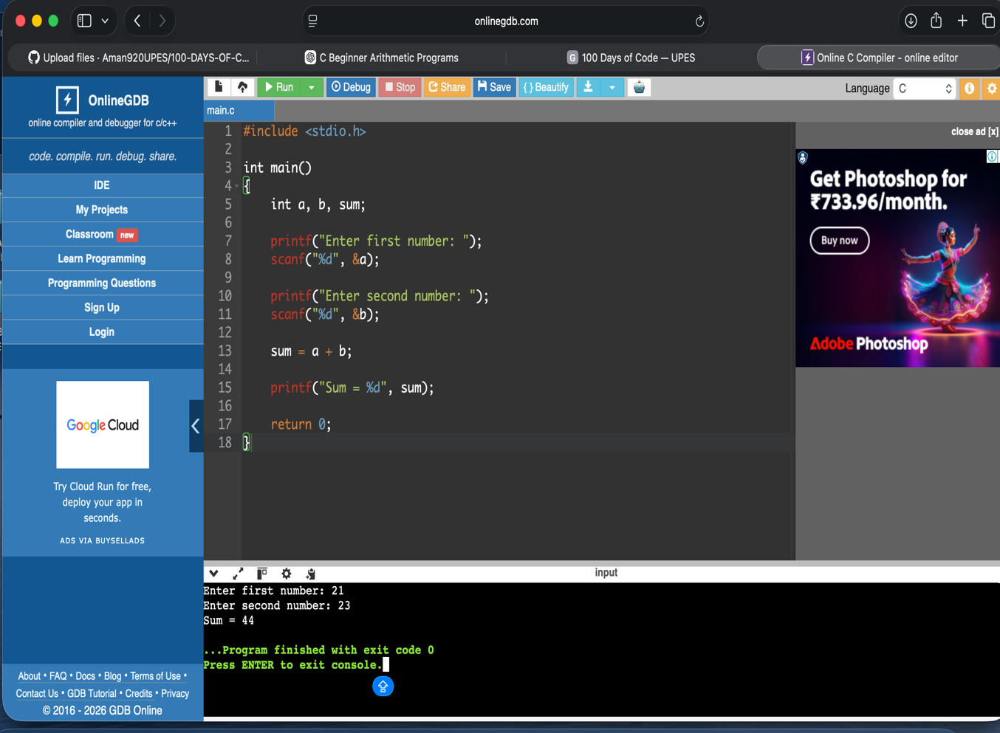 onlinegdb.com
Upload files · Aman920UPES/100-DAYS-OF-C...
C Beginner Arithmetic Programs
G 100 Days of Code — UPES
Online C Compiler - online editor
OnlineGDB
online compiler and debugger for c/c++
code. compile. run. debug. share.
IDE
My Projects
Classroom new
Learn Programming
Programming Questions
Sign Up
Login
Google Cloud
Try Cloud Run for free,
deploy your app in
seconds.
ADS VIA BUYSELLADS
About • FAQ • Docs • Blog • Terms of Use •
Contact Us • GDB Tutorial • Credits • Privacy
© 2016 - 2026 GDB Online
Run Debug Stop Share Save {} Beautify
Language C
main.c
1 #include <stdio.h>
2
3 int main()
4 {
5 int a, b, sum;
6
7 printf("Enter first number: ");
8 scanf("%d", &a);
9
10 printf("Enter second number: ");
11 scanf("%d", &b);
12
13 sum = a + b;
14
15 printf("Sum = %d", sum);
16
17 return 0;
18 }
close ad [x]
Get Photoshop for
₹733.96/month.
Buy now
Adobe Photoshop
input
Enter first number: 21
Enter second number: 23
Sum = 44
...Program finished with exit code 0
Press ENTER to exit console.